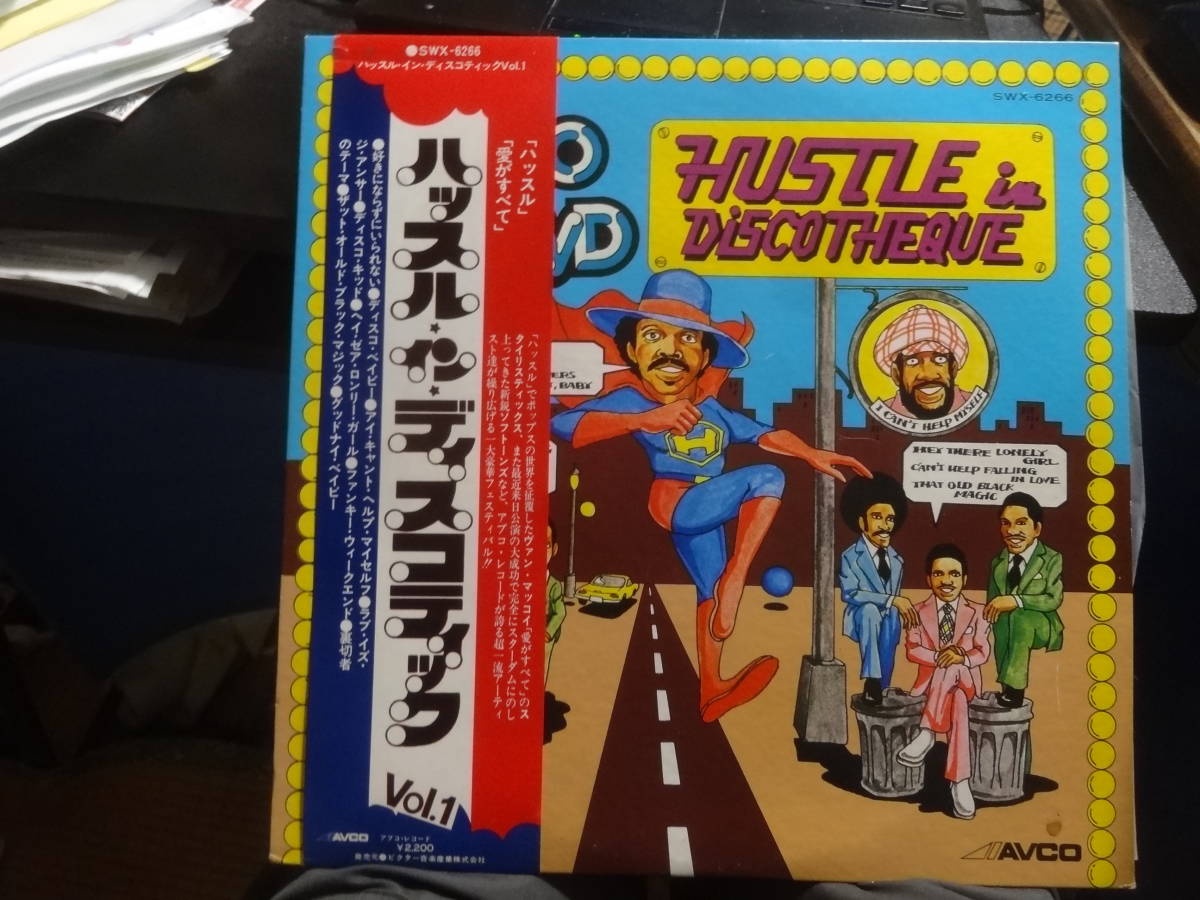 ●SWX-6266
ハッスル・イン・ディスコティックVol.1
「ハッスル」
「愛がすべて」
「ハッスル」でポップスの世界を征覆したヴァン・マッコイ「愛がすべて」のス
タイリスティックス、また最近来日公演の大成功で完全にスターダムにのし
上ってきた新鋭ソフトーンズなど、アブコ・レコードが誇る超一流アーティ
スト達が繰り広げる一大豪華フェスティバル!!
ハッスル・イン・ディスコティック
Vol.1
●好きにならずにいられない●ディスコ・ベイビー●アイ・キャント・ヘルプ・マイセルフ●ラブ・イズ・
ジ・アンサー●ディスコ・キッド●ヘイ・ゼア・ロンリー・ガール●ファンキー・ウィークエンド●裏切者
のテーマ●ザット・オールド・ブラック・マジック●グッドナイ・ベイビー
AVCO
アブコ・レコード
¥2,200
発売元●ビクター音楽産業株式会社
SWX-6266
HUSTLE in
DiSCOTHEQUE
, BABY
I CAN'T HELP MYSELF
HEY THERE LONELY
GIRL
CAN'T HELP FALLING
IN LOVE
THAT OLD BLACK
MAGIC
H
AVCO